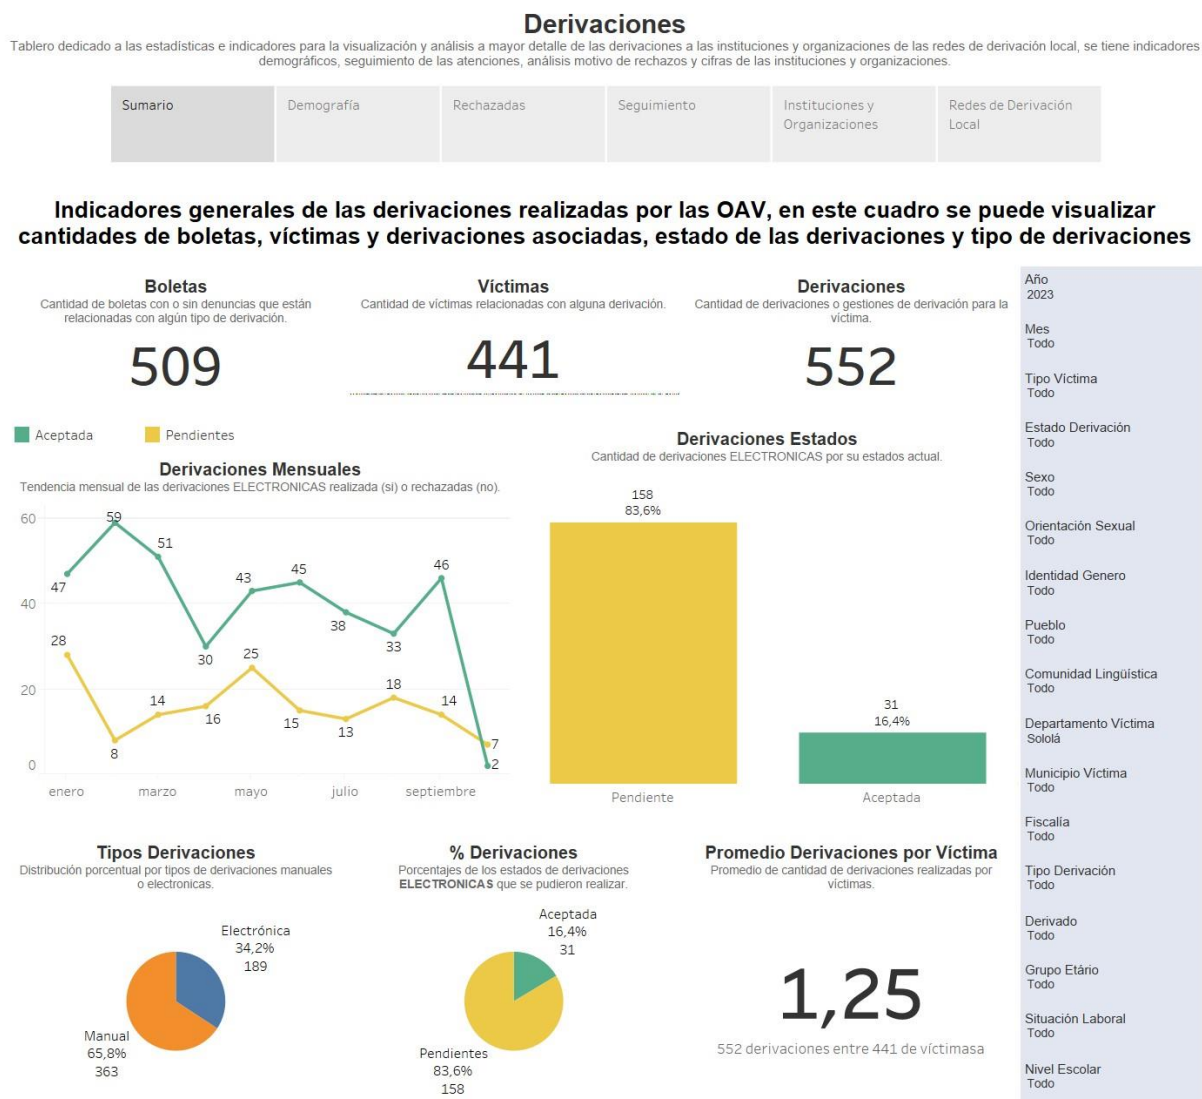 Derivaciones
Tablero dedicado a las estadísticas e indicadores para la visualización y análisis a mayor detalle de las derivaciones a las instituciones y organizaciones de las redes de derivación local, se tiene indicadores
demográficos, seguimiento de las atenciones, análisis motivo de rechazos y cifras de las instituciones y organizaciones.
Sumario
Demografía
Rechazadas
Seguimiento
Instituciones y
Organizaciones
Redes de Derivación
Local
Indicadores generales de las derivaciones realizadas por las OAV, en este cuadro se puede visualizar
cantidades de boletas, víctimas y derivaciones asociadas, estado de las derivaciones y tipo de derivaciones
Boletas
Cantidad de boletas con o sin denuncias que están
relacionadas con algún tipo de derivación.
509
Víctimas
Cantidad de víctimas relacionadas con alguna derivación.
441
Derivaciones
Cantidad de derivaciones o gestiones de derivación para la
víctima.
552
Aceptada
Pendientes
Derivaciones Mensuales
Tendencia mensual de las derivaciones ELECTRONICAS realizada (si) o rechazadas (no).
60
40
20
0
47
59
51
30
43
45
38
33
46
2
28
8
14
16
25
15
13
18
14
7
enero
marzo
mayo
julio
septiembre
Derivaciones Estados
Cantidad de derivaciones ELECTRONICAS por su estados actual.
158
83,6%
31
16,4%
Pendiente
Aceptada
Tipos Derivaciones
Distribución porcentual por tipos de derivaciones manuales
o electronicas.
Electrónica
34,2%
189
Manual
65,8%
363
% Derivaciones
Porcentajes de los estados de derivaciones
ELECTRONICAS que se pudieron realizar.
Aceptada
16,4%
31
Pendientes
83,6%
158
Promedio Derivaciones por Víctima
Promedio de cantidad de derivaciones realizadas por
víctimas.
1,25
552 derivaciones entre 441 de víctimasa
Año
2023
Mes
Todo
Tipo Víctima
Todo
Estado Derivación
Todo
Sexo
Todo
Orientación Sexual
Todo
Identidad Genero
Todo
Pueblo
Todo
Comunidad Lingüística
Todo
Departamento Víctima
Sololá
Municipio Víctima
Todo
Fiscalía
Todo
Tipo Derivación
Todo
Derivado
Todo
Grupo Etário
Todo
Situación Laboral
Todo
Nivel Escolar
Todo